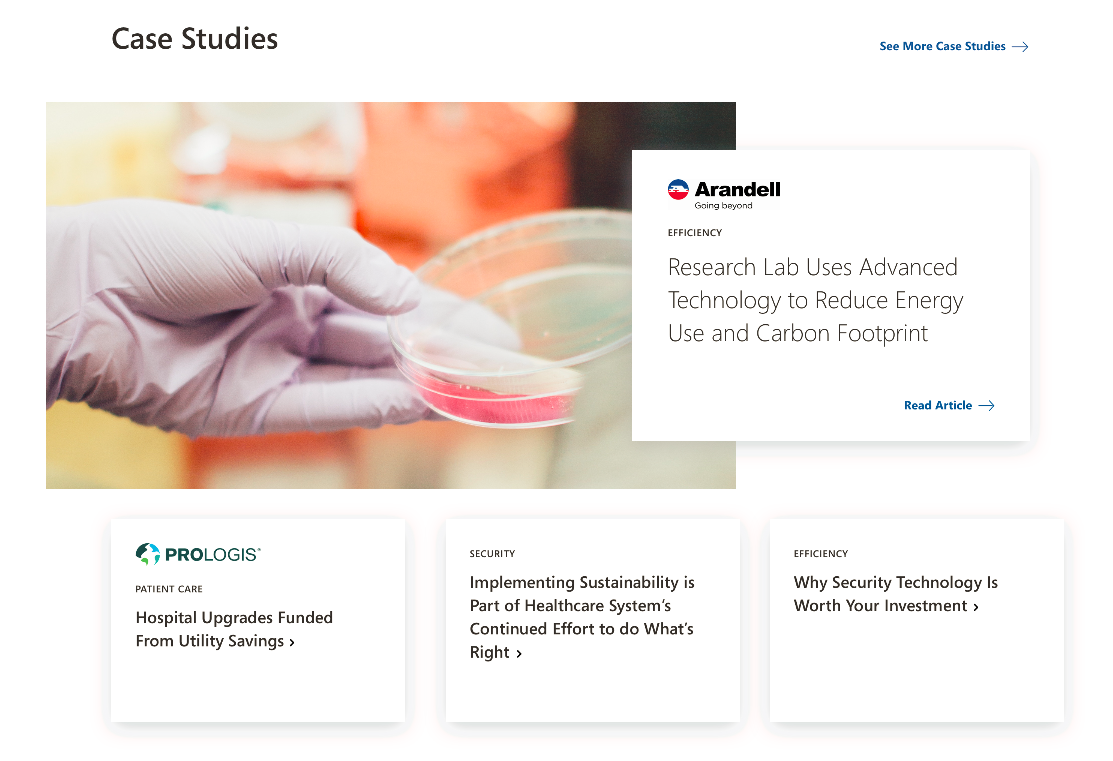 Case Studies
See More Case Studies
Arandell
Going beyond
EFFICIENCY
Research Lab Uses Advanced
Technology to Reduce Energy
Use and Carbon Footprint
Read Article
PROLOGIS®
PATIENT CARE
Hospital Upgrades Funded
From Utility Savings ›
SECURITY
Implementing Sustainability is
Part of Healthcare System’s
Continued Effort to do What’s
Right ›
EFFICIENCY
Why Security Technology Is
Worth Your Investment ›